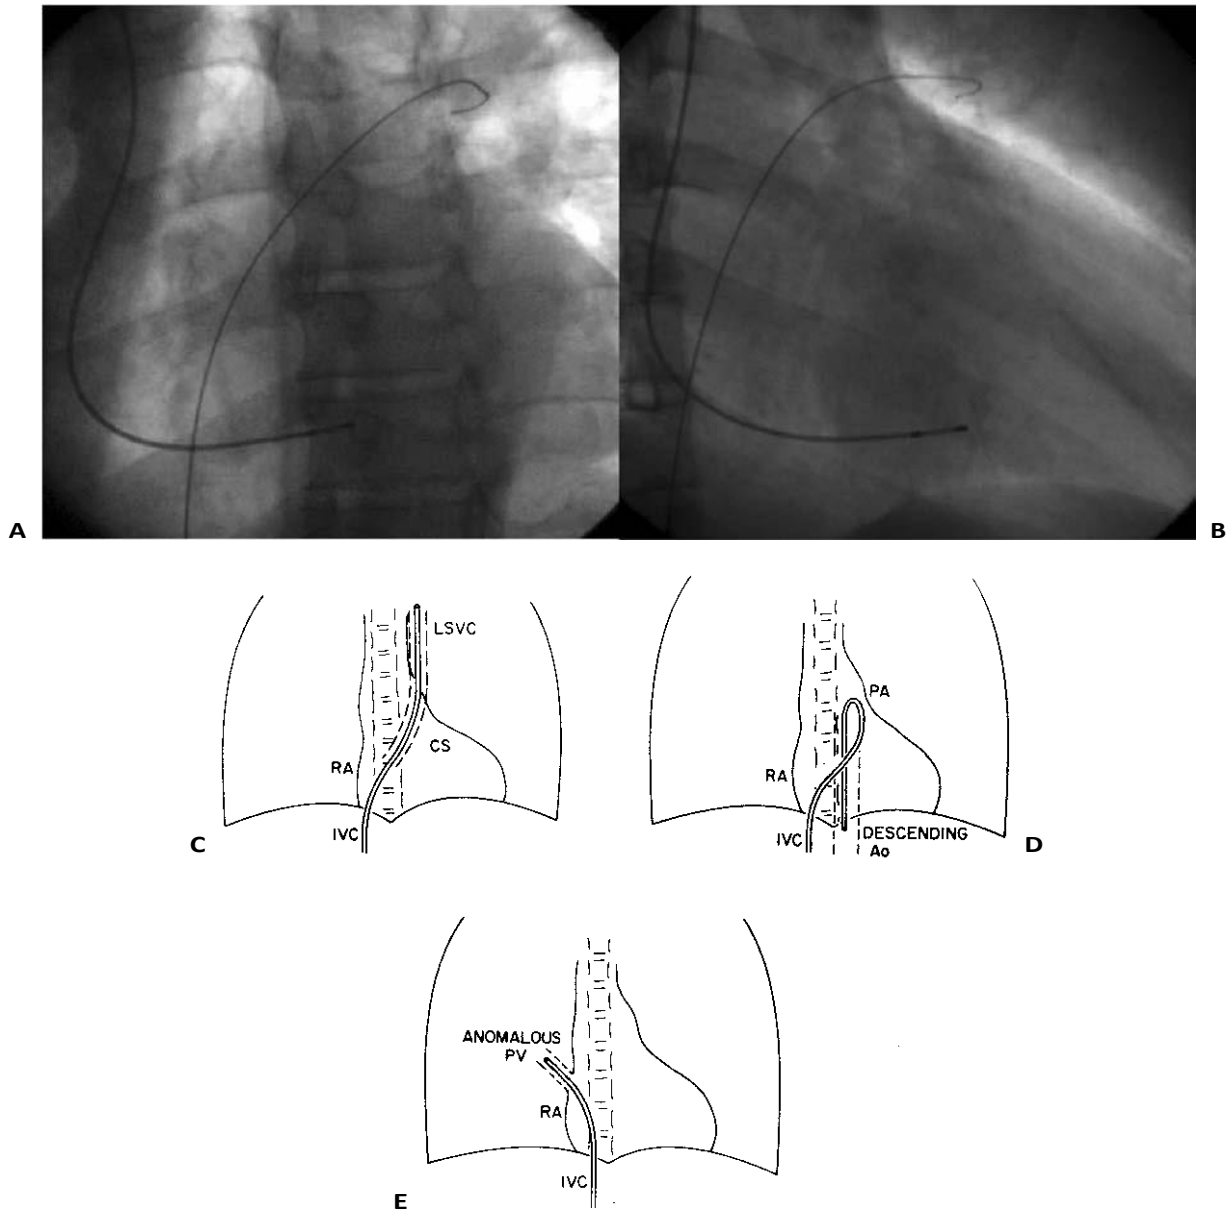 A
B
LSVC
CS
RA
IVC
C
PA
RA
IVC
DESCENDING
Ao
D
ANOMALOUS
PV
RA
IVC
E